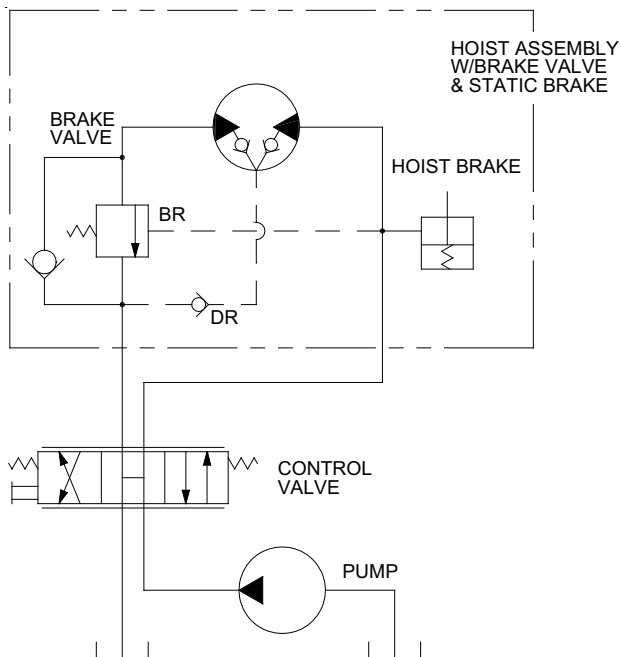 HOIST ASSEMBLY
W/BRAKE VALVE
& STATIC BRAKE
BRAKE
VALVE
HOIST BRAKE
BR
DR
CONTROL
VALVE
PUMP